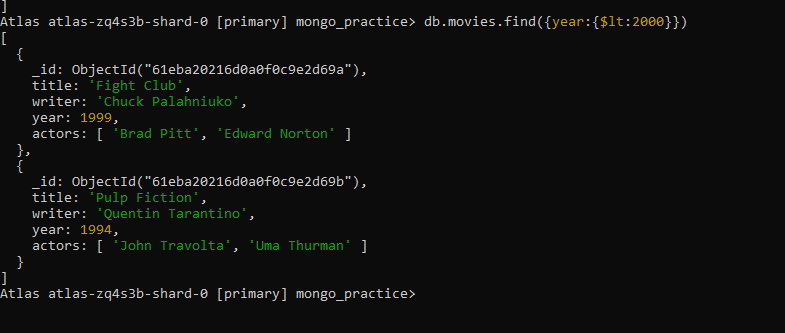 ]
Atlas atlas-zq4s3b-shard-0 [primary] mongo_practice> db.movies.find({year:{$lt:2000}})
[
  {
    _id: ObjectId("61eba20216d0a0f0c9e2d69a"),
    title: 'Fight Club',
    writer: 'Chuck Palahniuko',
    year: 1999,
    actors: [ 'Brad Pitt', 'Edward Norton' ]
  },
  {
    _id: ObjectId("61eba20216d0a0f0c9e2d69b"),
    title: 'Pulp Fiction',
    writer: 'Quentin Tarantino',
    year: 1994,
    actors: [ 'John Travolta', 'Uma Thurman' ]
  }
]
Atlas atlas-zq4s3b-shard-0 [primary] mongo_practice>